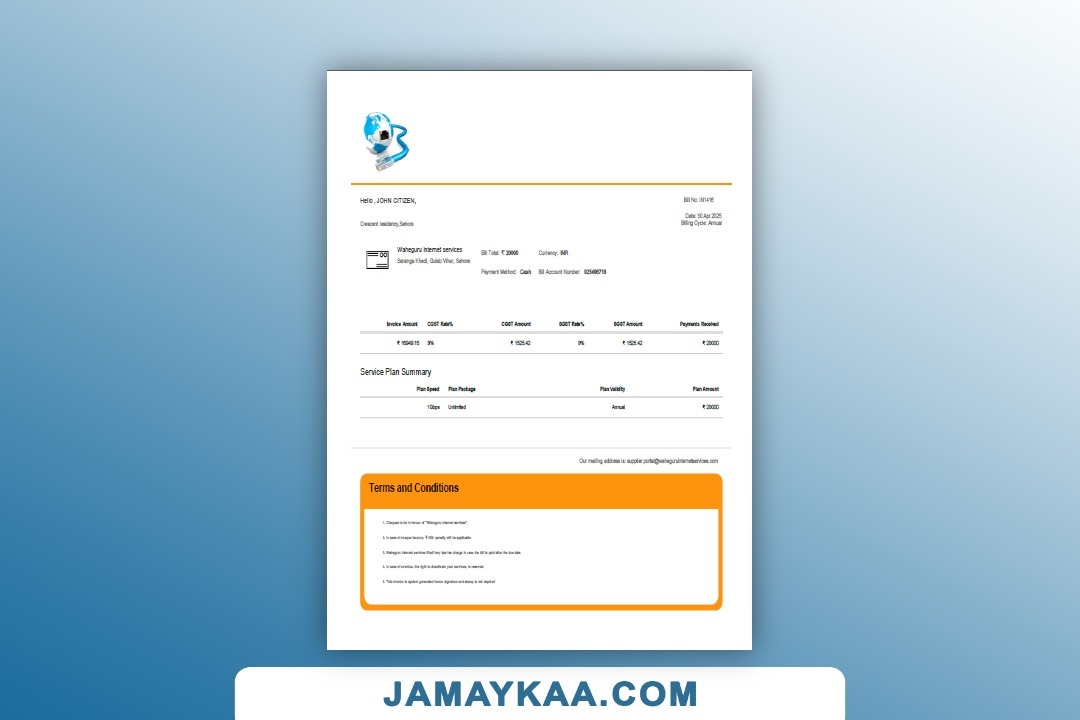 Hello , JOHN CITIZEN,
Bill No: IN1416
Date: 30 Apr 2025
Crescent residency, Sehore
Billing Cycle: Annual
Waheguru Internet services
Saranga Khedi, Gulab Vihar, Sehore
Bill Total: ₹ 20000 Currency: INR
Payment Method: Cash Bill Account Number: 925466718
Invoice Amount CGST Rate% CGST Amount SGST Rate% SGST Amount Payments Received
₹ 16949.15 9% ₹ 1525.42 9% ₹ 1525.42 ₹ 20000
Service Plan Summary
Plan Speed Plan Package Plan Validity Plan Amount
1Gbps Unlimited Annual ₹ 20000
Our mailing address is: supplier.portal@waheguruinternetservices.com
Terms and Conditions
1. Cheques to be in favour of "Waheguru Internet services".
2. In case of cheque bounce, ₹ penalty will be applicable.
3. Waheguru Internet services Shall levy late fee charge in case the bill is paid after the due date
4. In case of overdue, the right to deactivate your services, is reserved.
5. This invoice is system generated hence signature and stamp is not required
JAMAYKAA.COM